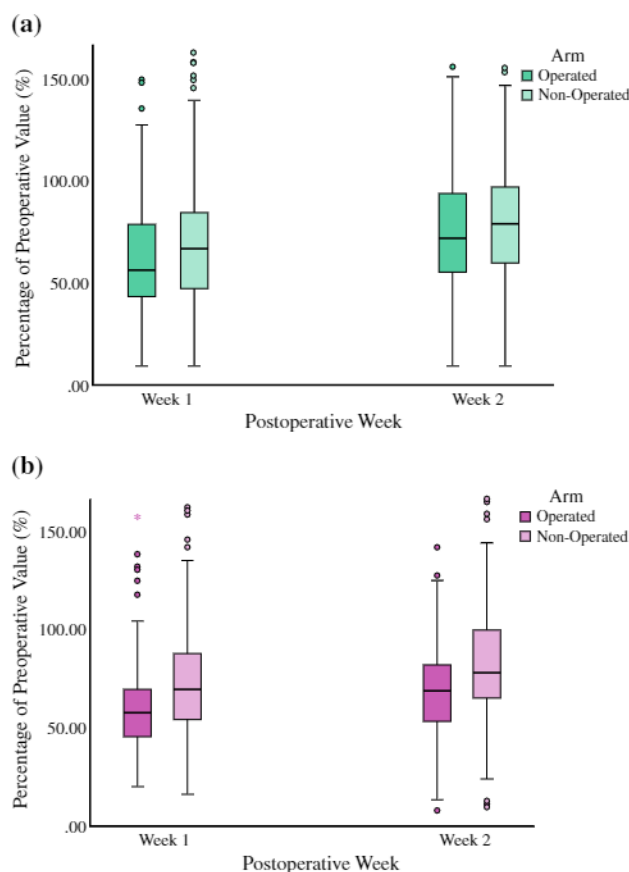 (a)
Arm
Operated
Non-Operated
Percentage of Preoperative Value (%)
150.00
100.00
50.00
.00
Week 1 Week 2
Postoperative Week
(b)
Arm
Operated
Non-Operated
Percentage of Preoperative Value (%)
150.00
100.00
50.00
.00
Week 1 Week 2
Postoperative Week